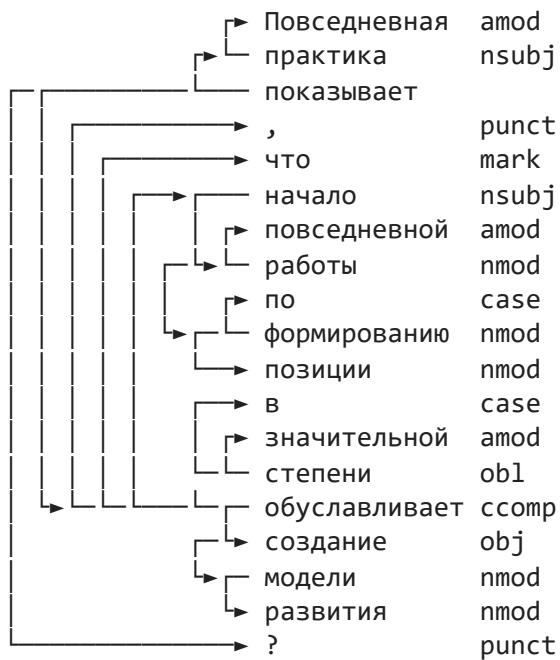 Повседневная amod
практика nsubj
показывает
, punct
что mark
начало nsubj
повседневной amod
работы nmod
по case
формированию nmod
позиции nmod
в case
значительной amod
степени obl
обуславливает ccomp
создание obj
модели nmod
развития nmod
? punct